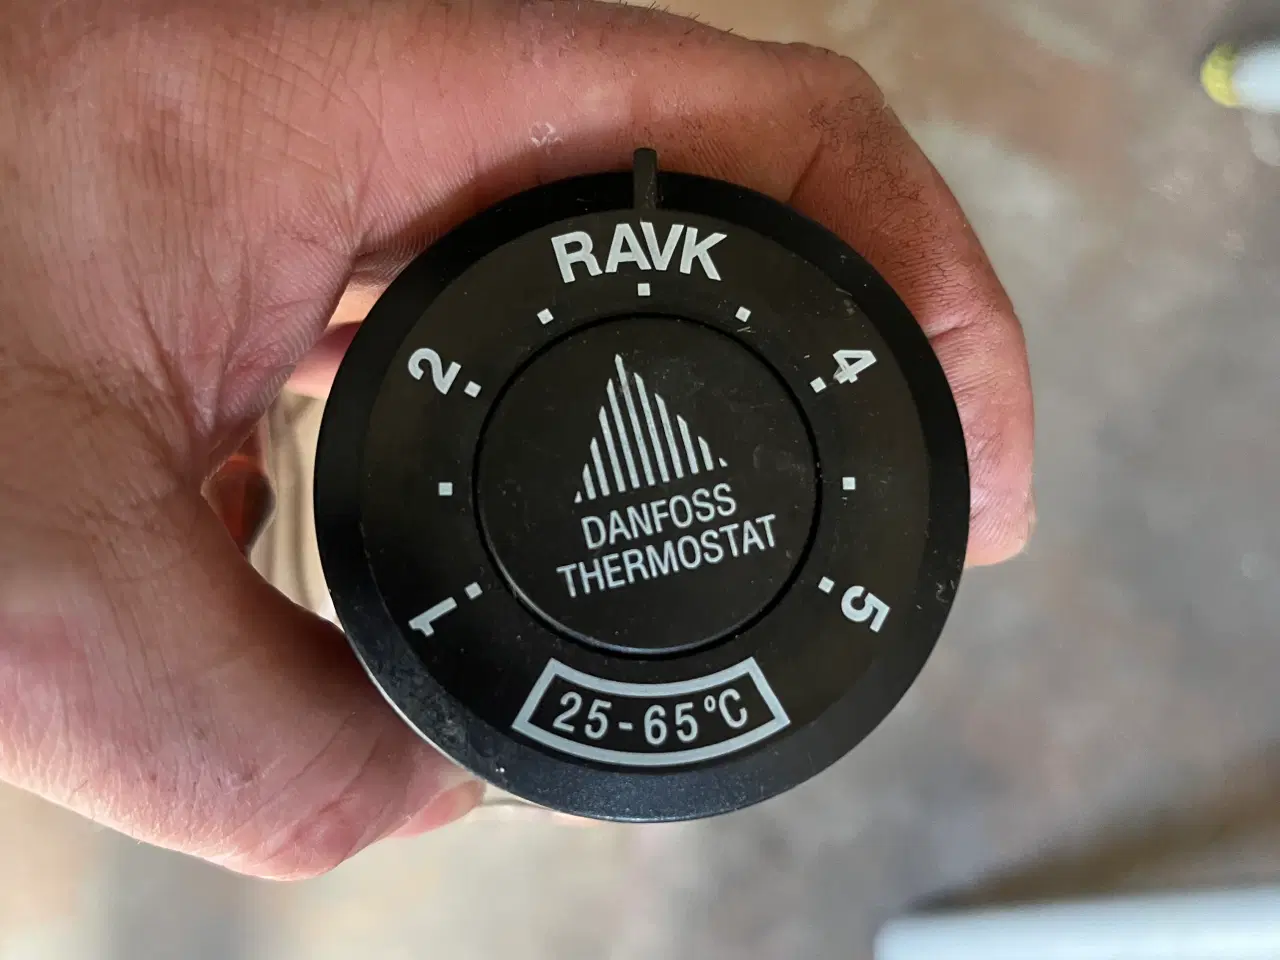 RAVK
2
4
DANFOSS
THERMOSTAT
1
5
25-65°C